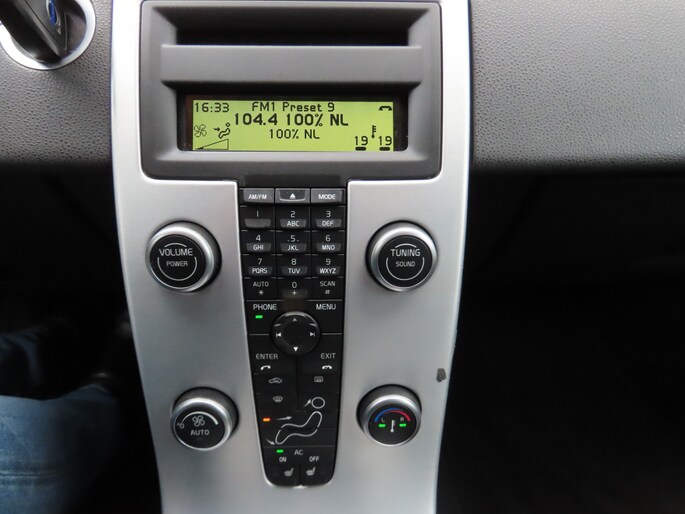 16:33 FM1 Preset 9
104.4 100% NL
100% NL
19 19
AM/FM MODE
1 2 3
ABC DEF
4 .5. 6
GHI JKL MNO
7 8 9
PQRS TUV WXYZ
AUTO 0 SCAN
* + #
VOLUME
POWER
TUNING
SOUND
PHONE MENU
ENTER EXIT
AUTO
L R
AC
ON OFF